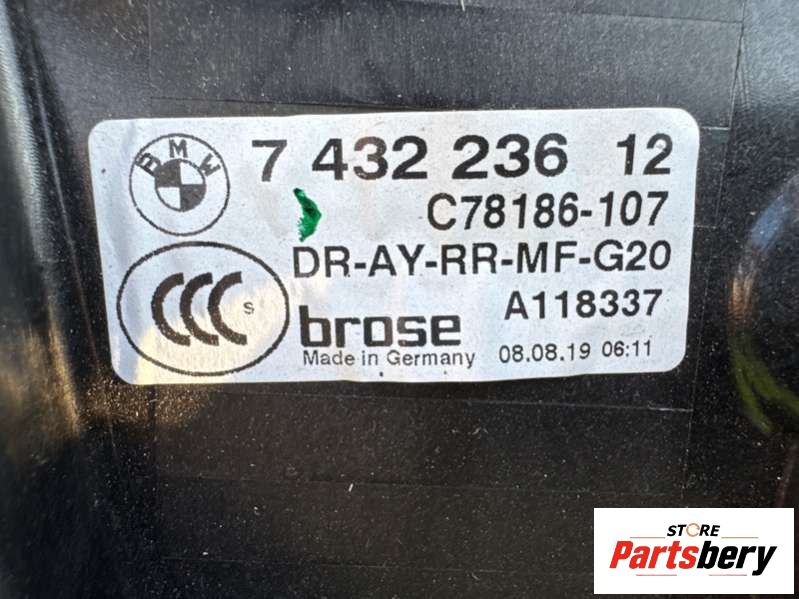 BMW
7 432 236 12
C78186-107
DR-AY-RR-MF-G20
CCC S
A118337
brose
Made in Germany
08.08.19 06:11
STORE
Partsbery